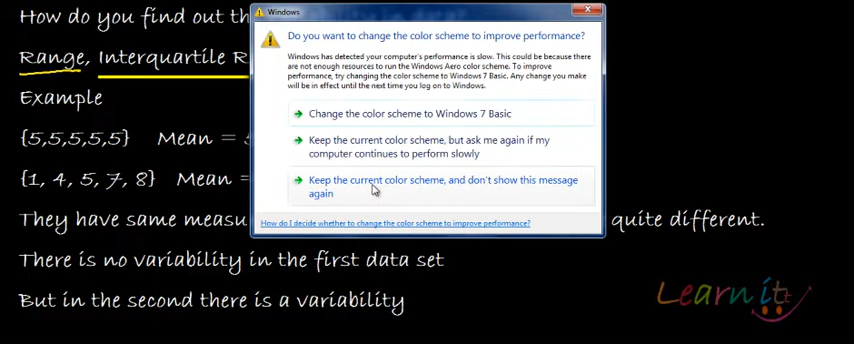 How do you find out th
Range, Interquartile R
Example
{5,5,5,5,5} Mean = 5
{1, 4, 5, 7, 8} Mean =
They have same measu
quite different.
There is no variability in the first data set
But in the second there is a variability
Windows
Do you want to change the color scheme to improve performance?
Windows has detected your computer's performance is slow. This could be because there
are not enough resources to run the Windows Aero color scheme. To improve
performance, try changing the color scheme to Windows 7 Basic. Any change you make
will be in effect until the next time you log on to Windows.
Change the color scheme to Windows 7 Basic
Keep the current color scheme, but ask me again if my
computer continues to perform slowly
Keep the current color scheme, and don't show this message
again
How do I decide whether to change the color scheme to improve performance?
Learn itt